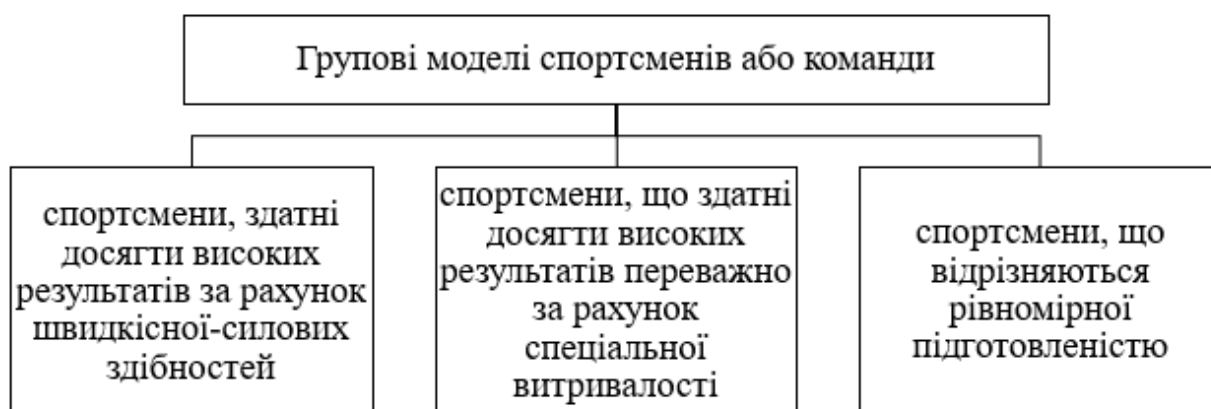 Групові моделі спортсменів або команди
спортсмени, здатні
досягти високих
результатів за рахунок
швидкісної-силових
здібностей
спортсмени, що здатні
досягти високих
результатів переважно
за рахунок
спеціальної
витривалості
спортсмени, що
відрізняються
рівномірної
підготовленістю